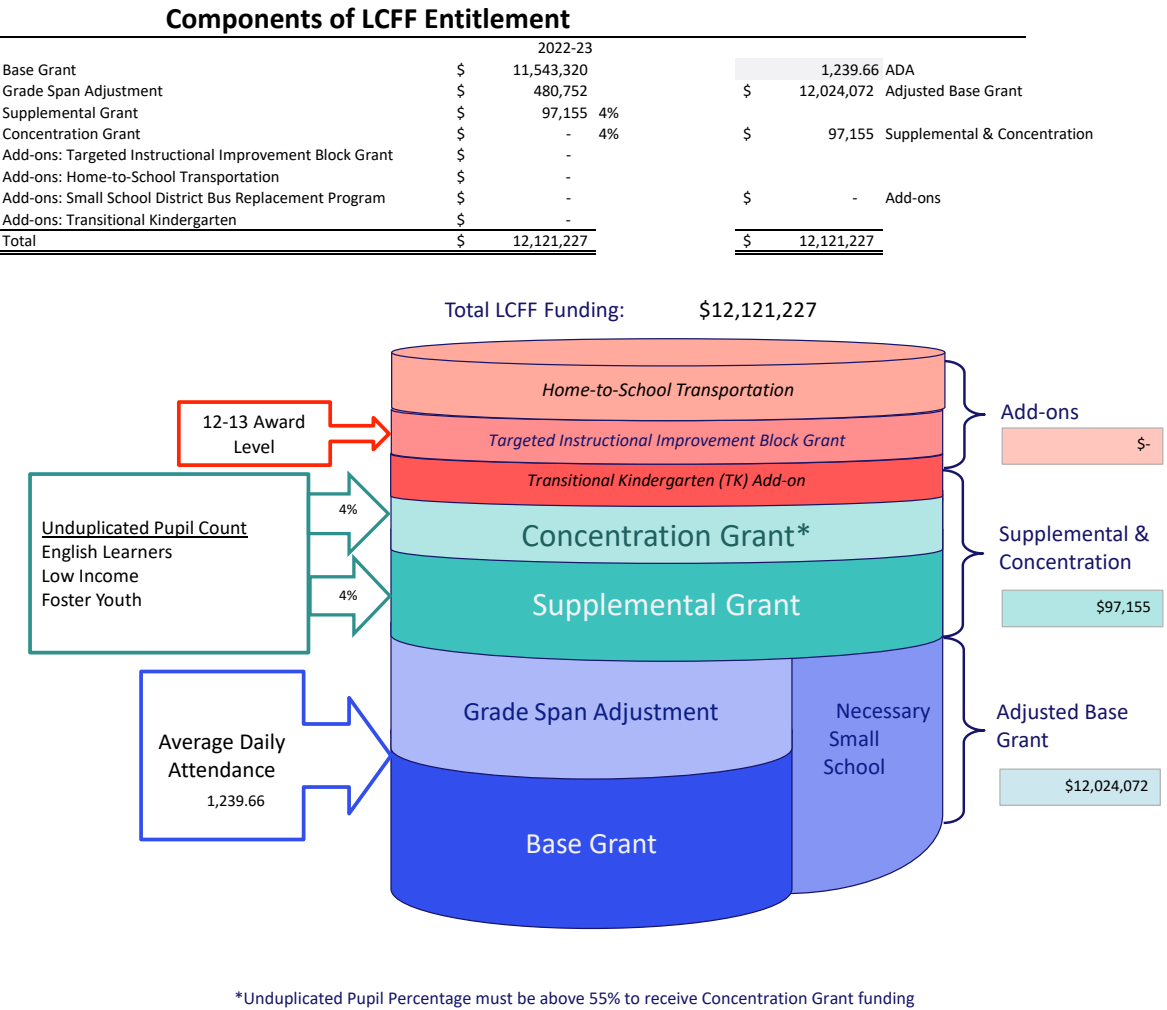 Components of LCFF Entitlement
2022-23
Base Grant $ 11,543,320 1,239.66 ADA
Grade Span Adjustment $ 480,752 $ 12,024,072 Adjusted Base Grant
Supplemental Grant $ 97,155 4%
Concentration Grant $ - 4% $ 97,155 Supplemental & Concentration
Add-ons: Targeted Instructional Improvement Block Grant $ -
Add-ons: Home-to-School Transportation $ -
Add-ons: Small School District Bus Replacement Program $ - $ - Add-ons
Add-ons: Transitional Kindergarten $ -
Total $ 12,121,227 $ 12,121,227
Total LCFF Funding: $12,121,227
Home-to-School Transportation
12-13 Award
Level
Targeted Instructional Improvement Block Grant
Add-ons
$-
Transitional Kindergarten (TK) Add-on
4%
Unduplicated Pupil Count
English Learners
Low Income
Foster Youth
4%
Concentration Grant*
Supplemental Grant
Supplemental &
Concentration
$97,155
Average Daily
Attendance
1,239.66
Grade Span Adjustment
Necessary
Small
School
Base Grant
Adjusted Base
Grant
$12,024,072
*Unduplicated Pupil Percentage must be above 55% to receive Concentration Grant funding